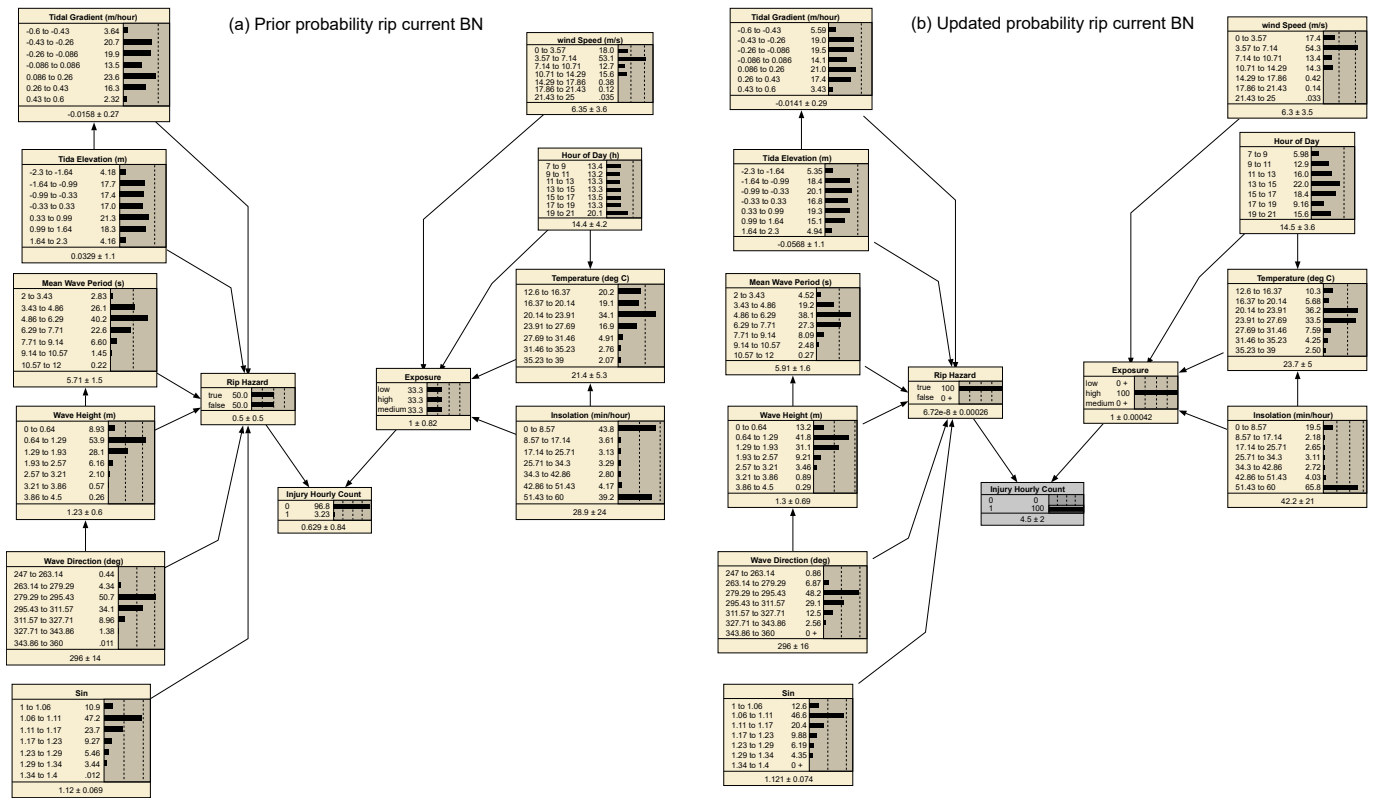 (a) Prior probability rip current BN
Tidal Gradient (m/hour)
-0.6 to -0.43 3.64
-0.43 to -0.26 20.7
-0.26 to -0.086 19.9
-0.086 to 0.086 13.5
0.086 to 0.26 23.6
0.26 to 0.43 16.3
0.43 to 0.6 2.32
-0.0158 ± 0.27
wind Speed (m/s)
0 to 3.57 18.0
3.57 to 7.14 53.1
7.14 to 10.71 12.7
10.71 to 14.29 15.6
14.29 to 17.86 0.38
17.86 to 21.43 0.12
21.43 to 25 .035
6.35 ± 3.6
Tida Elevation (m)
-2.3 to -1.64 4.18
-1.64 to -0.99 17.7
-0.99 to -0.33 17.4
-0.33 to 0.33 17.0
0.33 to 0.99 21.3
0.99 to 1.64 18.3
1.64 to 2.3 4.16
0.0329 ± 1.1
Hour of Day (h)
7 to 9 13.4
9 to 11 13.2
11 to 13 13.3
13 to 15 13.3
15 to 17 13.5
17 to 19 13.3
19 to 21 20.1
14.4 ± 4.2
Mean Wave Period (s)
2 to 3.43 2.83
3.43 to 4.86 26.1
4.86 to 6.29 40.2
6.29 to 7.71 22.6
7.71 to 9.14 6.60
9.14 to 10.57 1.45
10.57 to 12 0.22
5.71 ± 1.5
Temperature (deg C)
12.6 to 16.37 20.2
16.37 to 20.14 19.1
20.14 to 23.91 34.1
23.91 to 27.69 16.9
27.69 to 31.46 4.91
31.46 to 35.23 2.76
35.23 to 39 2.07
21.4 ± 5.3
Rip Hazard
true 50.0
false 50.0
0.5 ± 0.5
Exposure
low 33.3
high 33.3
medium 33.3
1 ± 0.82
Wave Height (m)
0 to 0.64 8.93
0.64 to 1.29 53.9
1.29 to 1.93 28.1
1.93 to 2.57 6.16
2.57 to 3.21 2.10
3.21 to 3.86 0.57
3.86 to 4.5 0.26
1.23 ± 0.6
Insolation (min/hour)
0 to 8.57 43.8
8.57 to 17.14 3.61
17.14 to 25.71 3.13
25.71 to 34.3 3.29
34.3 to 42.86 2.80
42.86 to 51.43 4.17
51.43 to 60 39.2
28.9 ± 24
Injury Hourly Count
0 96.8
1 3.23
0.629 ± 0.84
Wave Direction (deg)
247 to 263.14 0.44
263.14 to 279.29 4.34
279.29 to 295.43 50.7
295.43 to 311.57 34.1
311.57 to 327.71 8.96
327.71 to 343.86 1.38
343.86 to 360 .011
296 ± 14
Sin
1 to 1.06 10.9
1.06 to 1.11 47.2
1.11 to 1.17 23.7
1.17 to 1.23 9.27
1.23 to 1.29 5.46
1.29 to 1.34 3.44
1.34 to 1.4 .012
1.12 ± 0.069
(b) Updated probability rip current BN
Tidal Gradient (m/hour)
-0.6 to -0.43 5.59
-0.43 to -0.26 19.0
-0.26 to -0.086 19.5
-0.086 to 0.086 14.1
0.086 to 0.26 21.0
0.26 to 0.43 17.4
0.43 to 0.6 3.43
-0.0141 ± 0.29
wind Speed (m/s)
0 to 3.57 17.4
3.57 to 7.14 54.3
7.14 to 10.71 13.4
10.71 to 14.29 14.3
14.29 to 17.86 0.42
17.86 to 21.43 0.14
21.43 to 25 .033
6.3 ± 3.5
Tida Elevation (m)
-2.3 to -1.64 5.35
-1.64 to -0.99 18.4
-0.99 to -0.33 20.1
-0.33 to 0.33 16.8
0.33 to 0.99 19.3
0.99 to 1.64 15.1
1.64 to 2.3 4.94
-0.0568 ± 1.1
Hour of Day
7 to 9 5.98
9 to 11 12.9
11 to 13 16.0
13 to 15 22.0
15 to 17 18.4
17 to 19 9.16
19 to 21 15.6
14.5 ± 3.6
Mean Wave Period (s)
2 to 3.43 4.52
3.43 to 4.86 19.2
4.86 to 6.29 38.1
6.29 to 7.71 27.3
7.71 to 9.14 8.09
9.14 to 10.57 2.48
10.57 to 12 0.27
5.91 ± 1.6
Temperature (deg C)
12.6 to 16.37 10.3
16.37 to 20.14 5.68
20.14 to 23.91 36.2
23.91 to 27.69 33.5
27.69 to 31.46 7.59
31.46 to 35.23 4.25
35.23 to 39 2.50
23.7 ± 5
Rip Hazard
true 100
false 0 +
6.72e-8 ± 0.00026
Exposure
low 0 +
high 100
medium 0 +
1 ± 0.00042
Wave Height (m)
0 to 0.64 13.2
0.64 to 1.29 41.8
1.29 to 1.93 31.1
1.93 to 2.57 9.21
2.57 to 3.21 3.46
3.21 to 3.86 0.89
3.86 to 4.5 0.29
1.3 ± 0.69
Insolation (min/hour)
0 to 8.57 19.5
8.57 to 17.14 2.18
17.14 to 25.71 2.65
25.71 to 34.3 3.11
34.3 to 42.86 2.72
42.86 to 51.43 4.03
51.43 to 60 65.8
42.2 ± 21
Injury Hourly Count
0 0
1 100
4.5 ± 2
Wave Direction (deg)
247 to 263.14 0.86
263.14 to 279.29 6.87
279.29 to 295.43 48.2
295.43 to 311.57 29.1
311.57 to 327.71 12.5
327.71 to 343.86 2.56
343.86 to 360 0 +
296 ± 16
Sin
1 to 1.06 12.6
1.06 to 1.11 46.6
1.11 to 1.17 20.4
1.17 to 1.23 9.88
1.23 to 1.29 6.19
1.29 to 1.34 4.35
1.34 to 1.4 0 +
1.121 ± 0.074